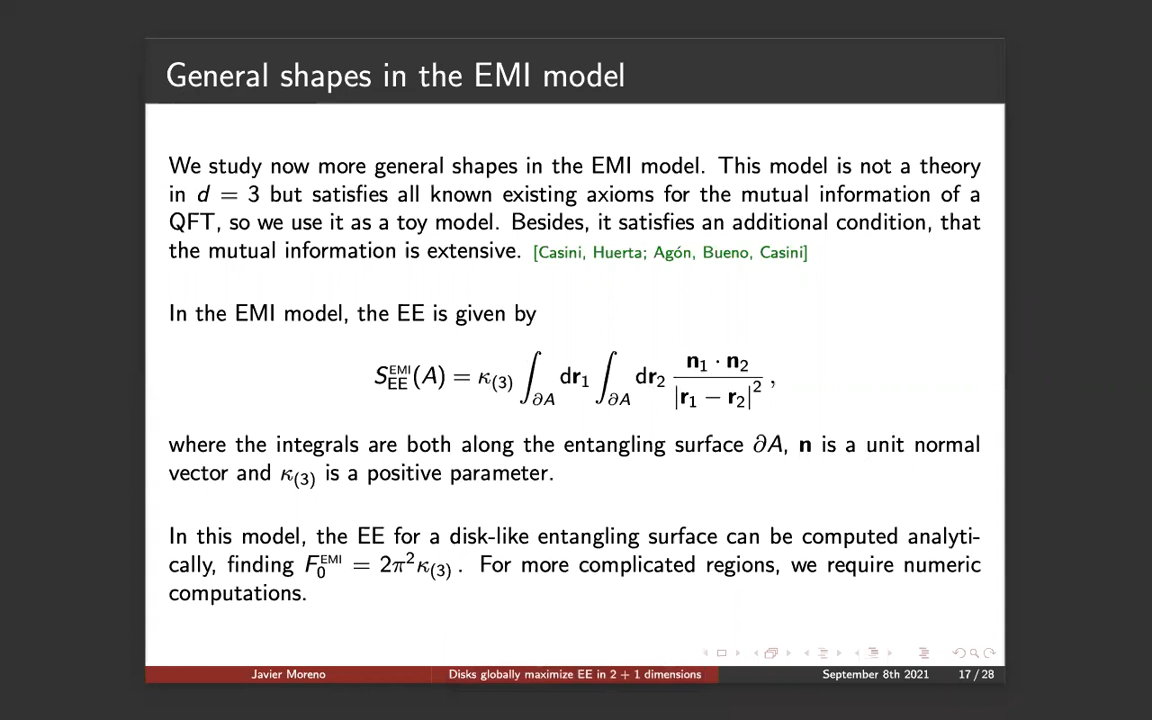 General shapes in the EMI model
We study now more general shapes in the EMI model. This model is not a theory
in d = 3 but satisfies all known existing axioms for the mutual information of a
QFT, so we use it as a toy model. Besides, it satisfies an additional condition, that
the mutual information is extensive. [Casini, Huerta; Agón, Bueno, Casini]
In the EMI model, the EE is given by
S_EE^EMI(A) = κ_(3) ∫_∂A dr_1 ∫_∂A dr_2 (n_1 · n_2) / |r_1 − r_2|^2 ,
where the integrals are both along the entangling surface ∂A, n is a unit normal
vector and κ_(3) is a positive parameter.
In this model, the EE for a disk-like entangling surface can be computed analyti-
cally, finding F_0^EMI = 2π^2κ_(3) . For more complicated regions, we require numeric
computations.
Javier Moreno Disks globally maximize EE in 2 + 1 dimensions September 8th 2021 17 / 28